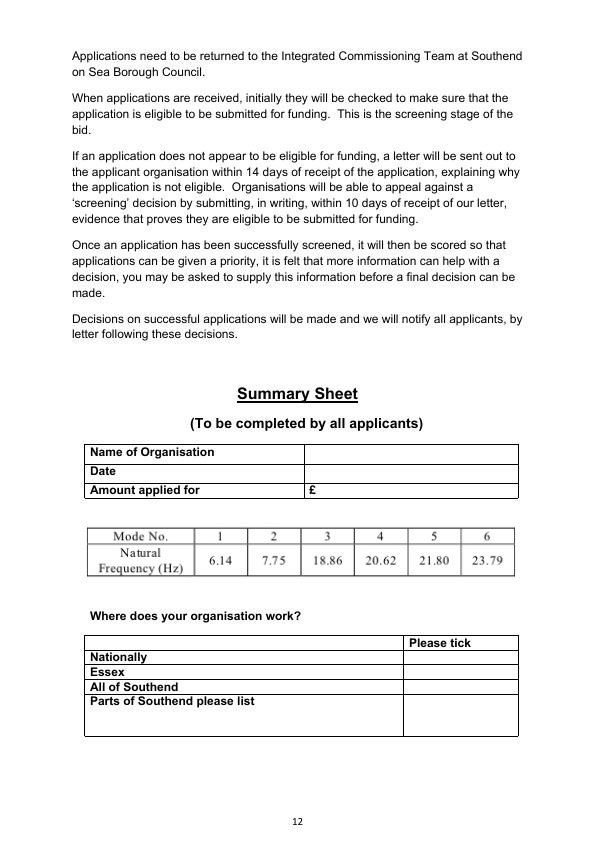 Applications need to be returned to the Integrated Commissioning Team at Southend
on Sea Borough Council.
When applications are received, initially they will be checked to make sure that the
application is eligible to be submitted for funding.  This is the screening stage of the
bid.
If an application does not appear to be eligible for funding, a letter will be sent out to
the applicant organisation within 14 days of receipt of the application, explaining why
the application is not eligible.  Organisations will be able to appeal against a
‘screening’ decision by submitting, in writing, within 10 days of receipt of our letter,
evidence that proves they are eligible to be submitted for funding.
Once an application has been successfully screened, it will then be scored so that
applications can be given a priority, it is felt that more information can help with a
decision, you may be asked to supply this information before a final decision can be
made.
Decisions on successful applications will be made and we will notify all applicants, by
letter following these decisions.
Summary Sheet
(To be completed by all applicants)
Name of Organisation
Date
Amount applied for £
Mode No. 1 2 3 4 5 6
Natural
Frequency (Hz) 6.14 7.75 18.86 20.62 21.80 23.79
Where does your organisation work?
Please tick
Nationally
Essex
All of Southend
Parts of Southend please list
12